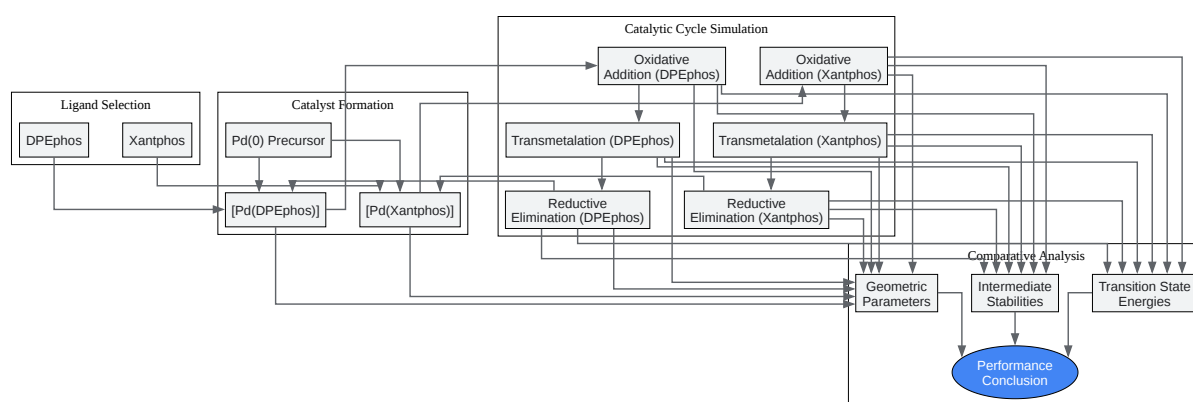 Catalytic Cycle Simulation
Oxidative
Addition (DPEphos)
Oxidative
Addition (Xantphos)
Ligand Selection
DPEphos
Xantphos
Catalyst Formation
Pd(0) Precursor
[Pd(DPEphos)]
[Pd(Xantphos)]
Transmetalation (DPEphos)
Transmetalation (Xantphos)
Reductive
Elimination (DPEphos)
Reductive
Elimination (Xantphos)
Comparative Analysis
Geometric
Parameters
Intermediate
Stabilities
Transition State
Energies
Performance
Conclusion